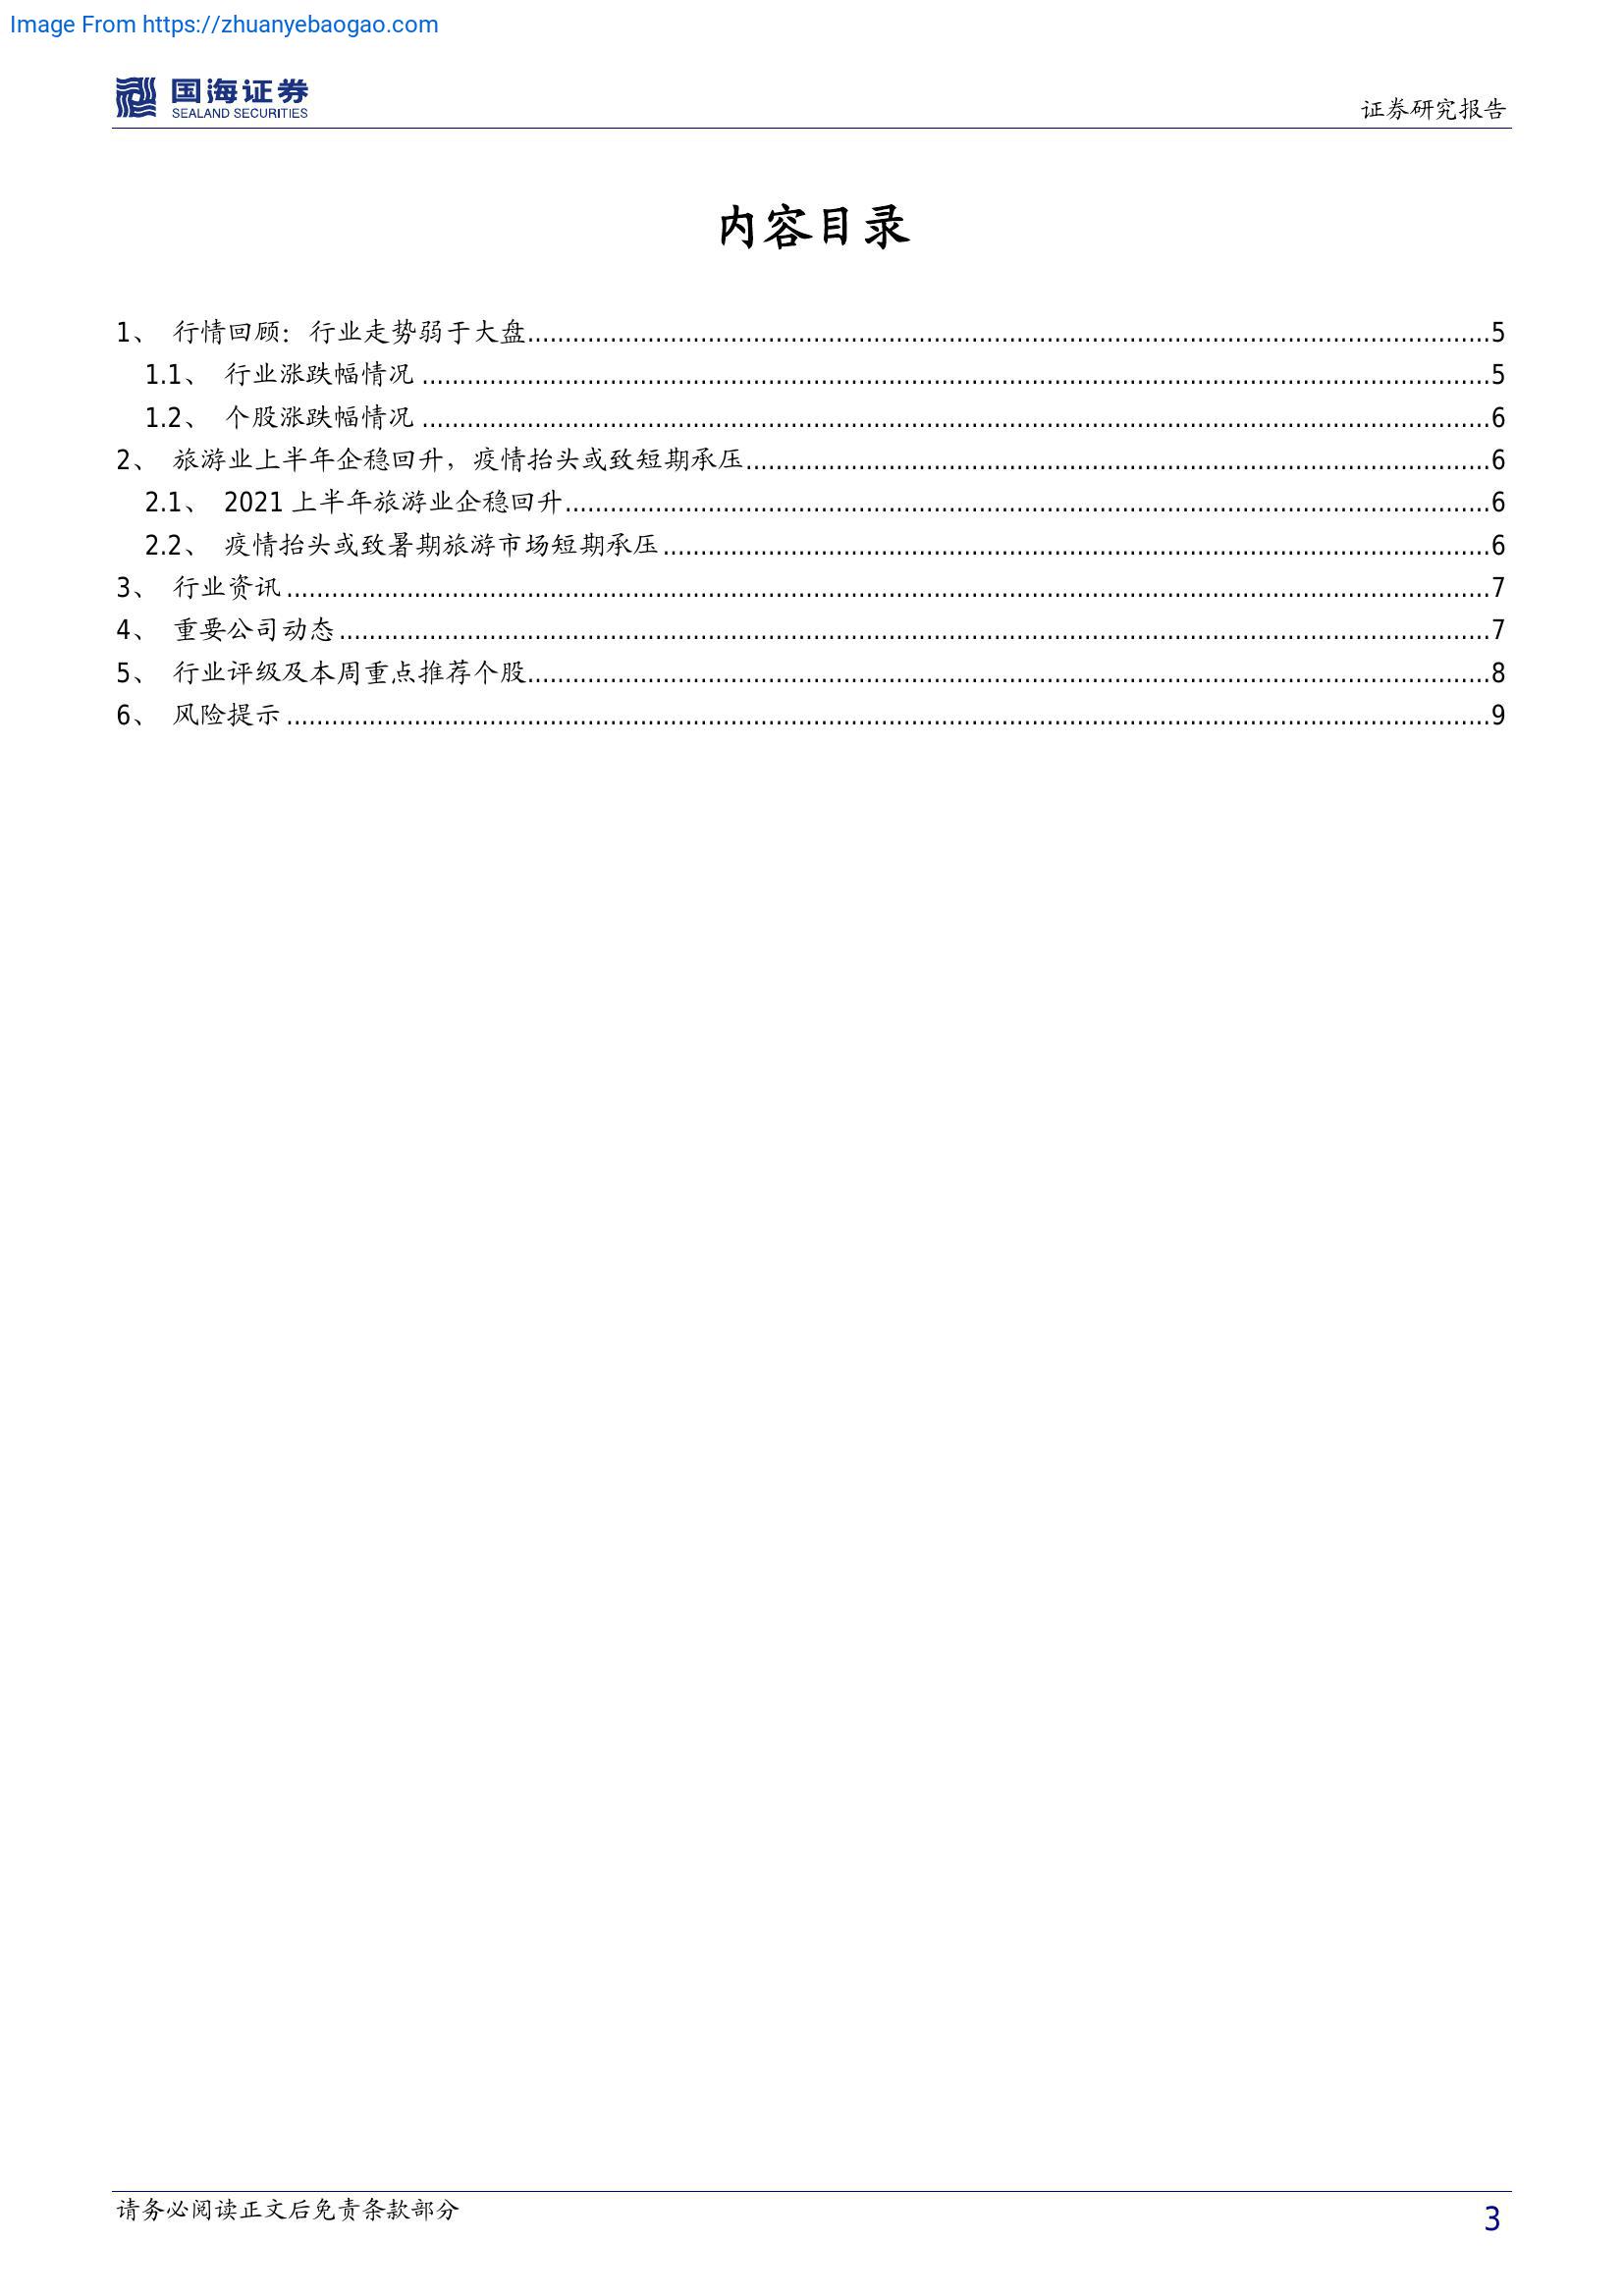 Image From https://zhuanyebaogao.com
国海证券
SEALAND SECURITIES
证券研究报告
内容目录
1、 行情回顾：行业走势弱于大盘........................5
1.1、 行业涨跌幅情况........................5
1.2、 个股涨跌幅情况........................6
2、 旅游业上半年企稳回升，疫情抬头或致短期承压........................6
2.1、 2021 上半年旅游业企稳回升........................6
2.2、 疫情抬头或致暑期旅游市场短期承压........................6
3、 行业资讯........................7
4、 重要公司动态........................7
5、 行业评级及本周重点推荐个股........................8
6、 风险提示........................9
请务必阅读正文后免责条款部分
3